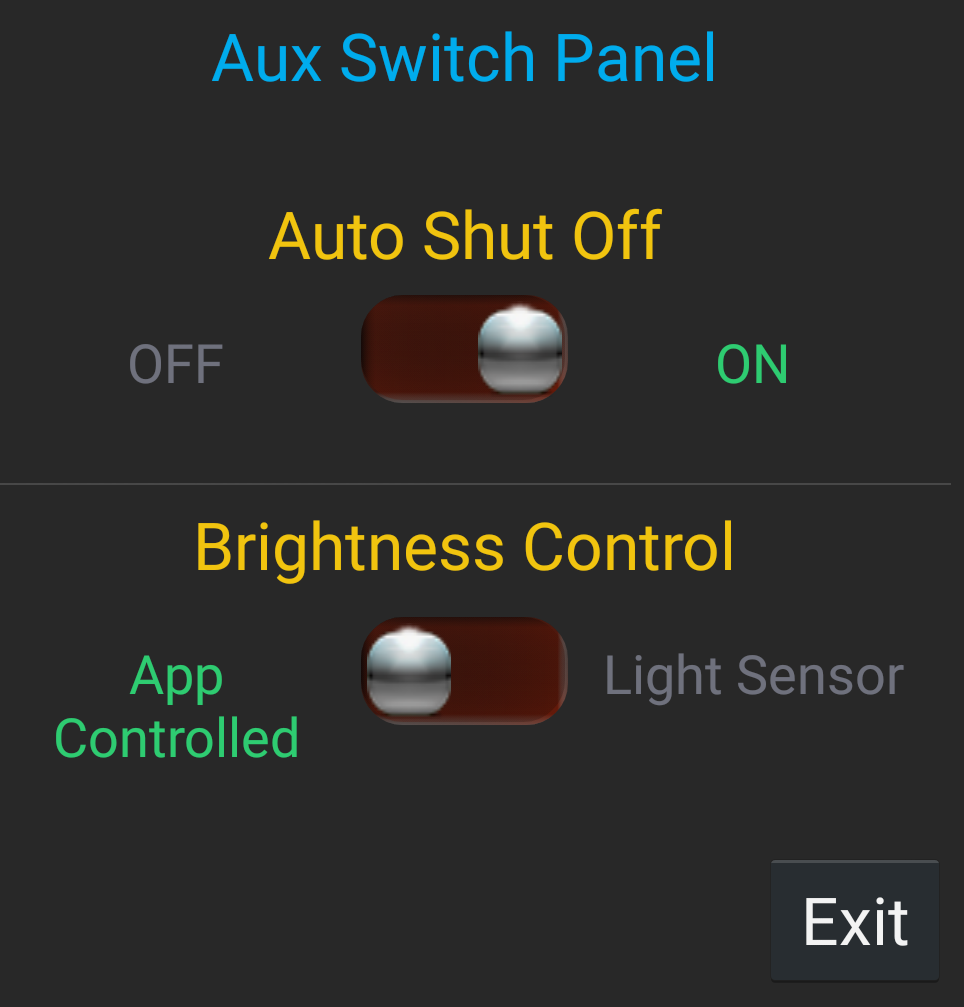 Aux Switch Panel
Auto Shut Off
OFF
ON
Brightness Control
App
Controlled
Light Sensor
Exit